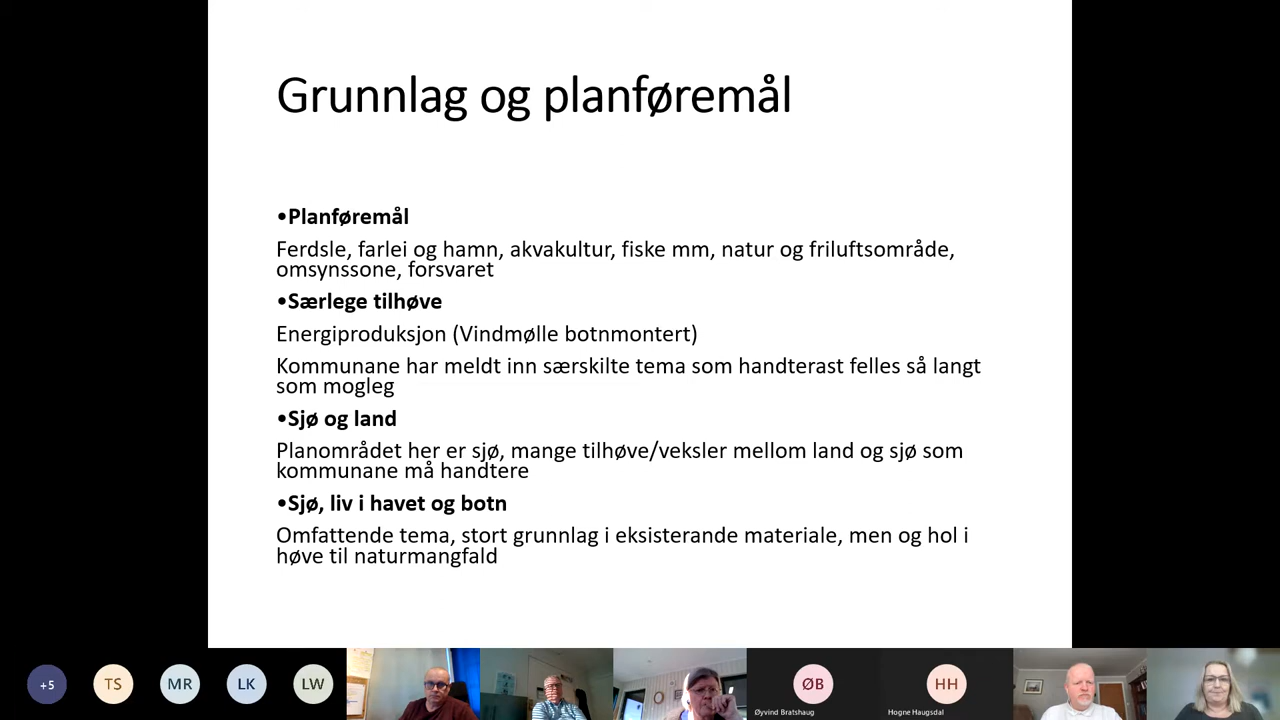 Grunnlag og planføremål
•Planføremål
Ferdsle, farlei og hamn, akvakultur, fiske mm, natur og friluftsområde,
omsynssone, forsvaret
•Særlege tilhøve
Energiproduksjon (Vindmølle botnmontert)
Kommunane har meldt inn særskilte tema som handterast felles så langt
som mogleg
•Sjø og land
Planområdet her er sjø, mange tilhøve/veksler mellom land og sjø som
kommunane må handtere
•Sjø, liv i havet og botn
Omfattende tema, stort grunnlag i eksisterande materiale, men og hol i
høve til naturmangfald
+5
TS
MR
LK
LW
ØB
HH
Øyvind Bratshaug
Hogne Haugsdal